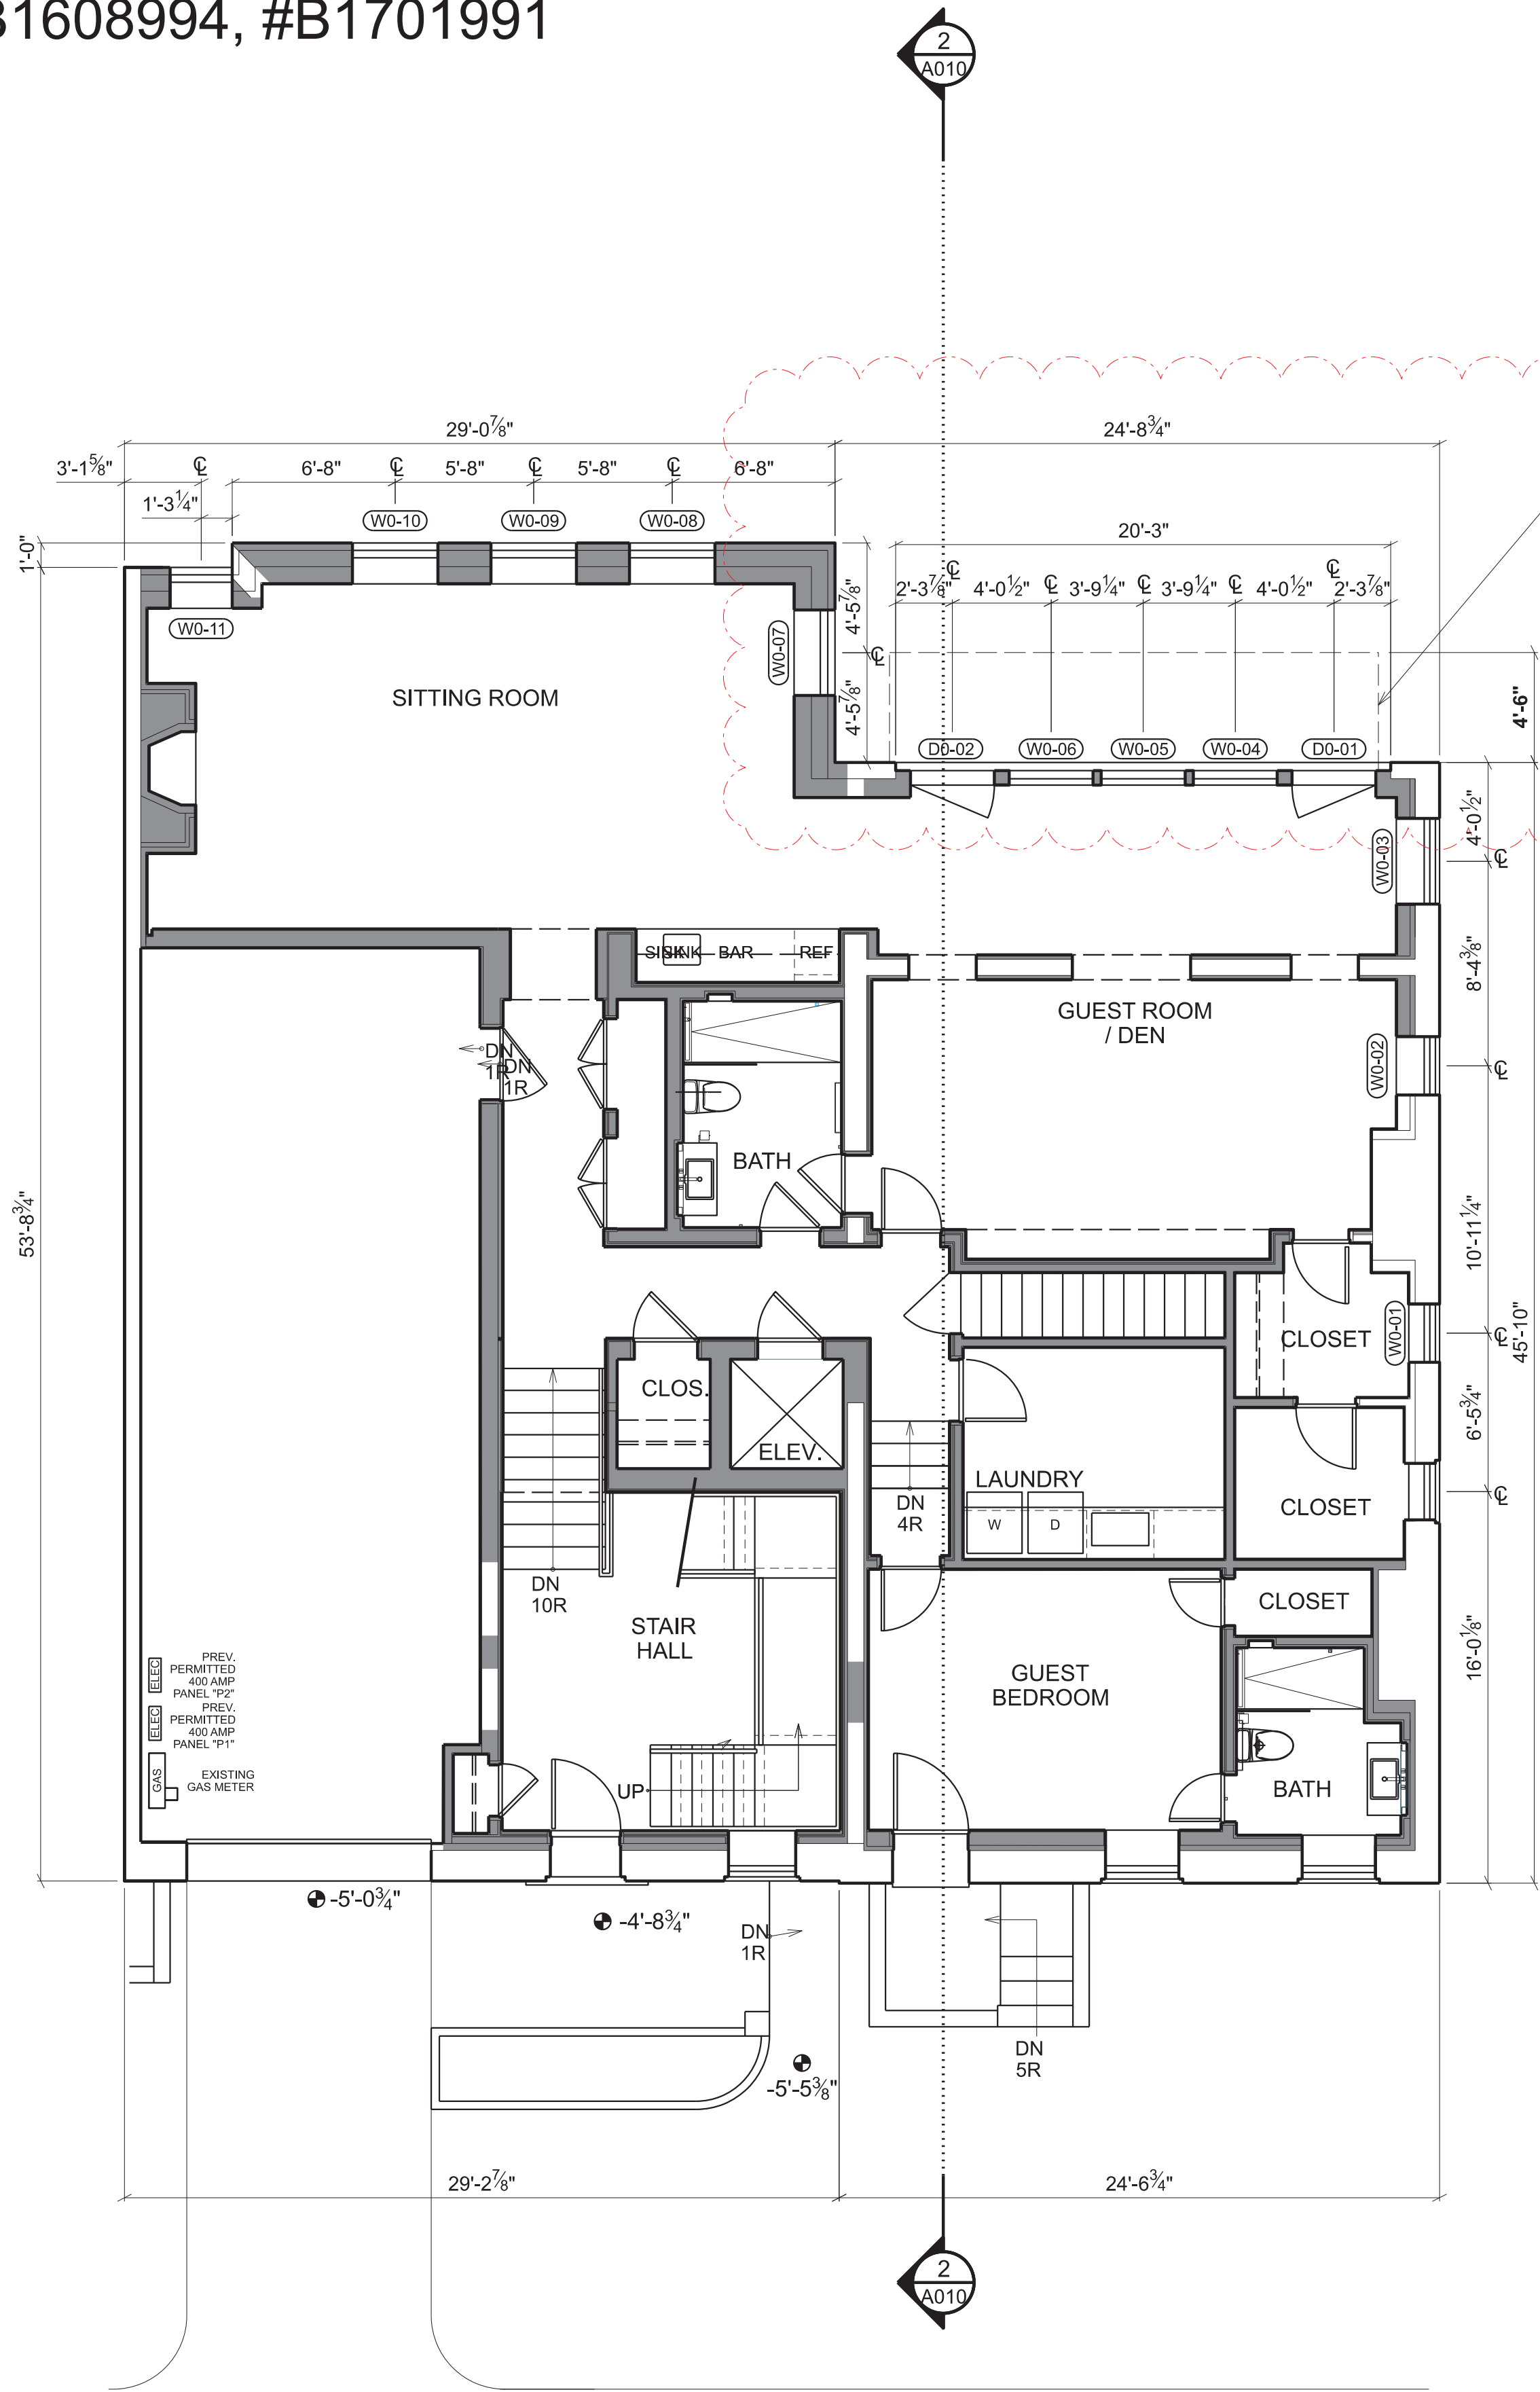 31608994, #B1701991
2
A010
29'-0⅞"
24'-8¾"
3'-1⅝"
6'-8"
5'-8"
5'-8"
6'-8"
1'-3¼"
W0-10
W0-09
W0-08
1'-0"
20'-3"
2'-3⅞"
4'-0½"
3'-9¼"
3'-9¼"
4'-0½"
2'-3⅞"
4'-5⅞"
W0-11
W0-07
SITTING ROOM
4'-5⅞"
4'-6"
D0-02
W0-06
W0-05
W0-04
D0-01
4'-0½"
W0-03
SINK
SINK
BAR
REF
8'-4⅜"
GUEST ROOM
/ DEN
DN
1R
DN
1R
W0-02
BATH
53'-8¾"
10'-11¼"
45'-10"
CLOSET
W0-01
CLOS.
ELEV.
6'-5¾"
LAUNDRY
DN
4R
W
D
CLOSET
DN
10R
CLOSET
STAIR
HALL
16'-0⅛"
GUEST
BEDROOM
ELEC
PREV.
PERMITTED
400 AMP
PANEL "P2"
ELEC
PREV.
PERMITTED
400 AMP
PANEL "P1"
GAS
EXISTING
GAS METER
UP
BATH
-5'-0¾"
-4'-8¾"
DN
1R
DN
5R
-5'-5⅜"
29'-2⅞"
24'-6¾"
2
A010